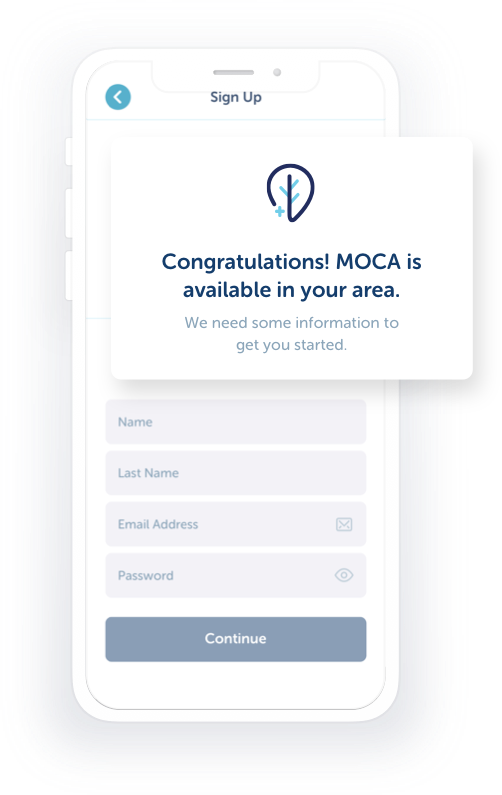 Sign Up
Congratulations! MOCA is
available in your area.
We need some information to
get you started.
Name
Last Name
Email Address
Password
Continue